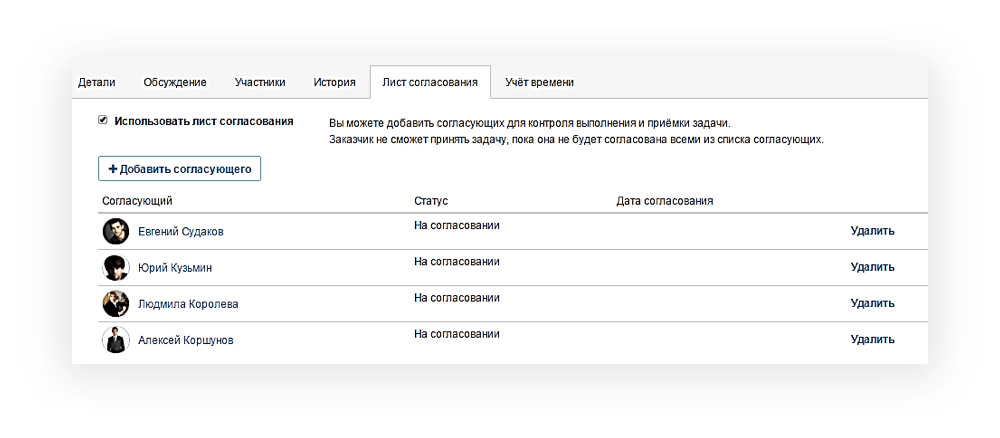 Детали Обсуждение Участники История Лист согласования Учёт времени
Использовать лист согласования
Вы можете добавить согласующих для контроля выполнения и приёмки задачи.
Заказчик не сможет принять задачу, пока она не будет согласована всеми из списка согласующих.
+ Добавить согласующего
Согласующий Статус Дата согласования
Евгений Судаков На согласовании Удалить
Юрий Кузьмин На согласовании Удалить
Людмила Королева На согласовании Удалить
Алексей Коршунов На согласовании Удалить